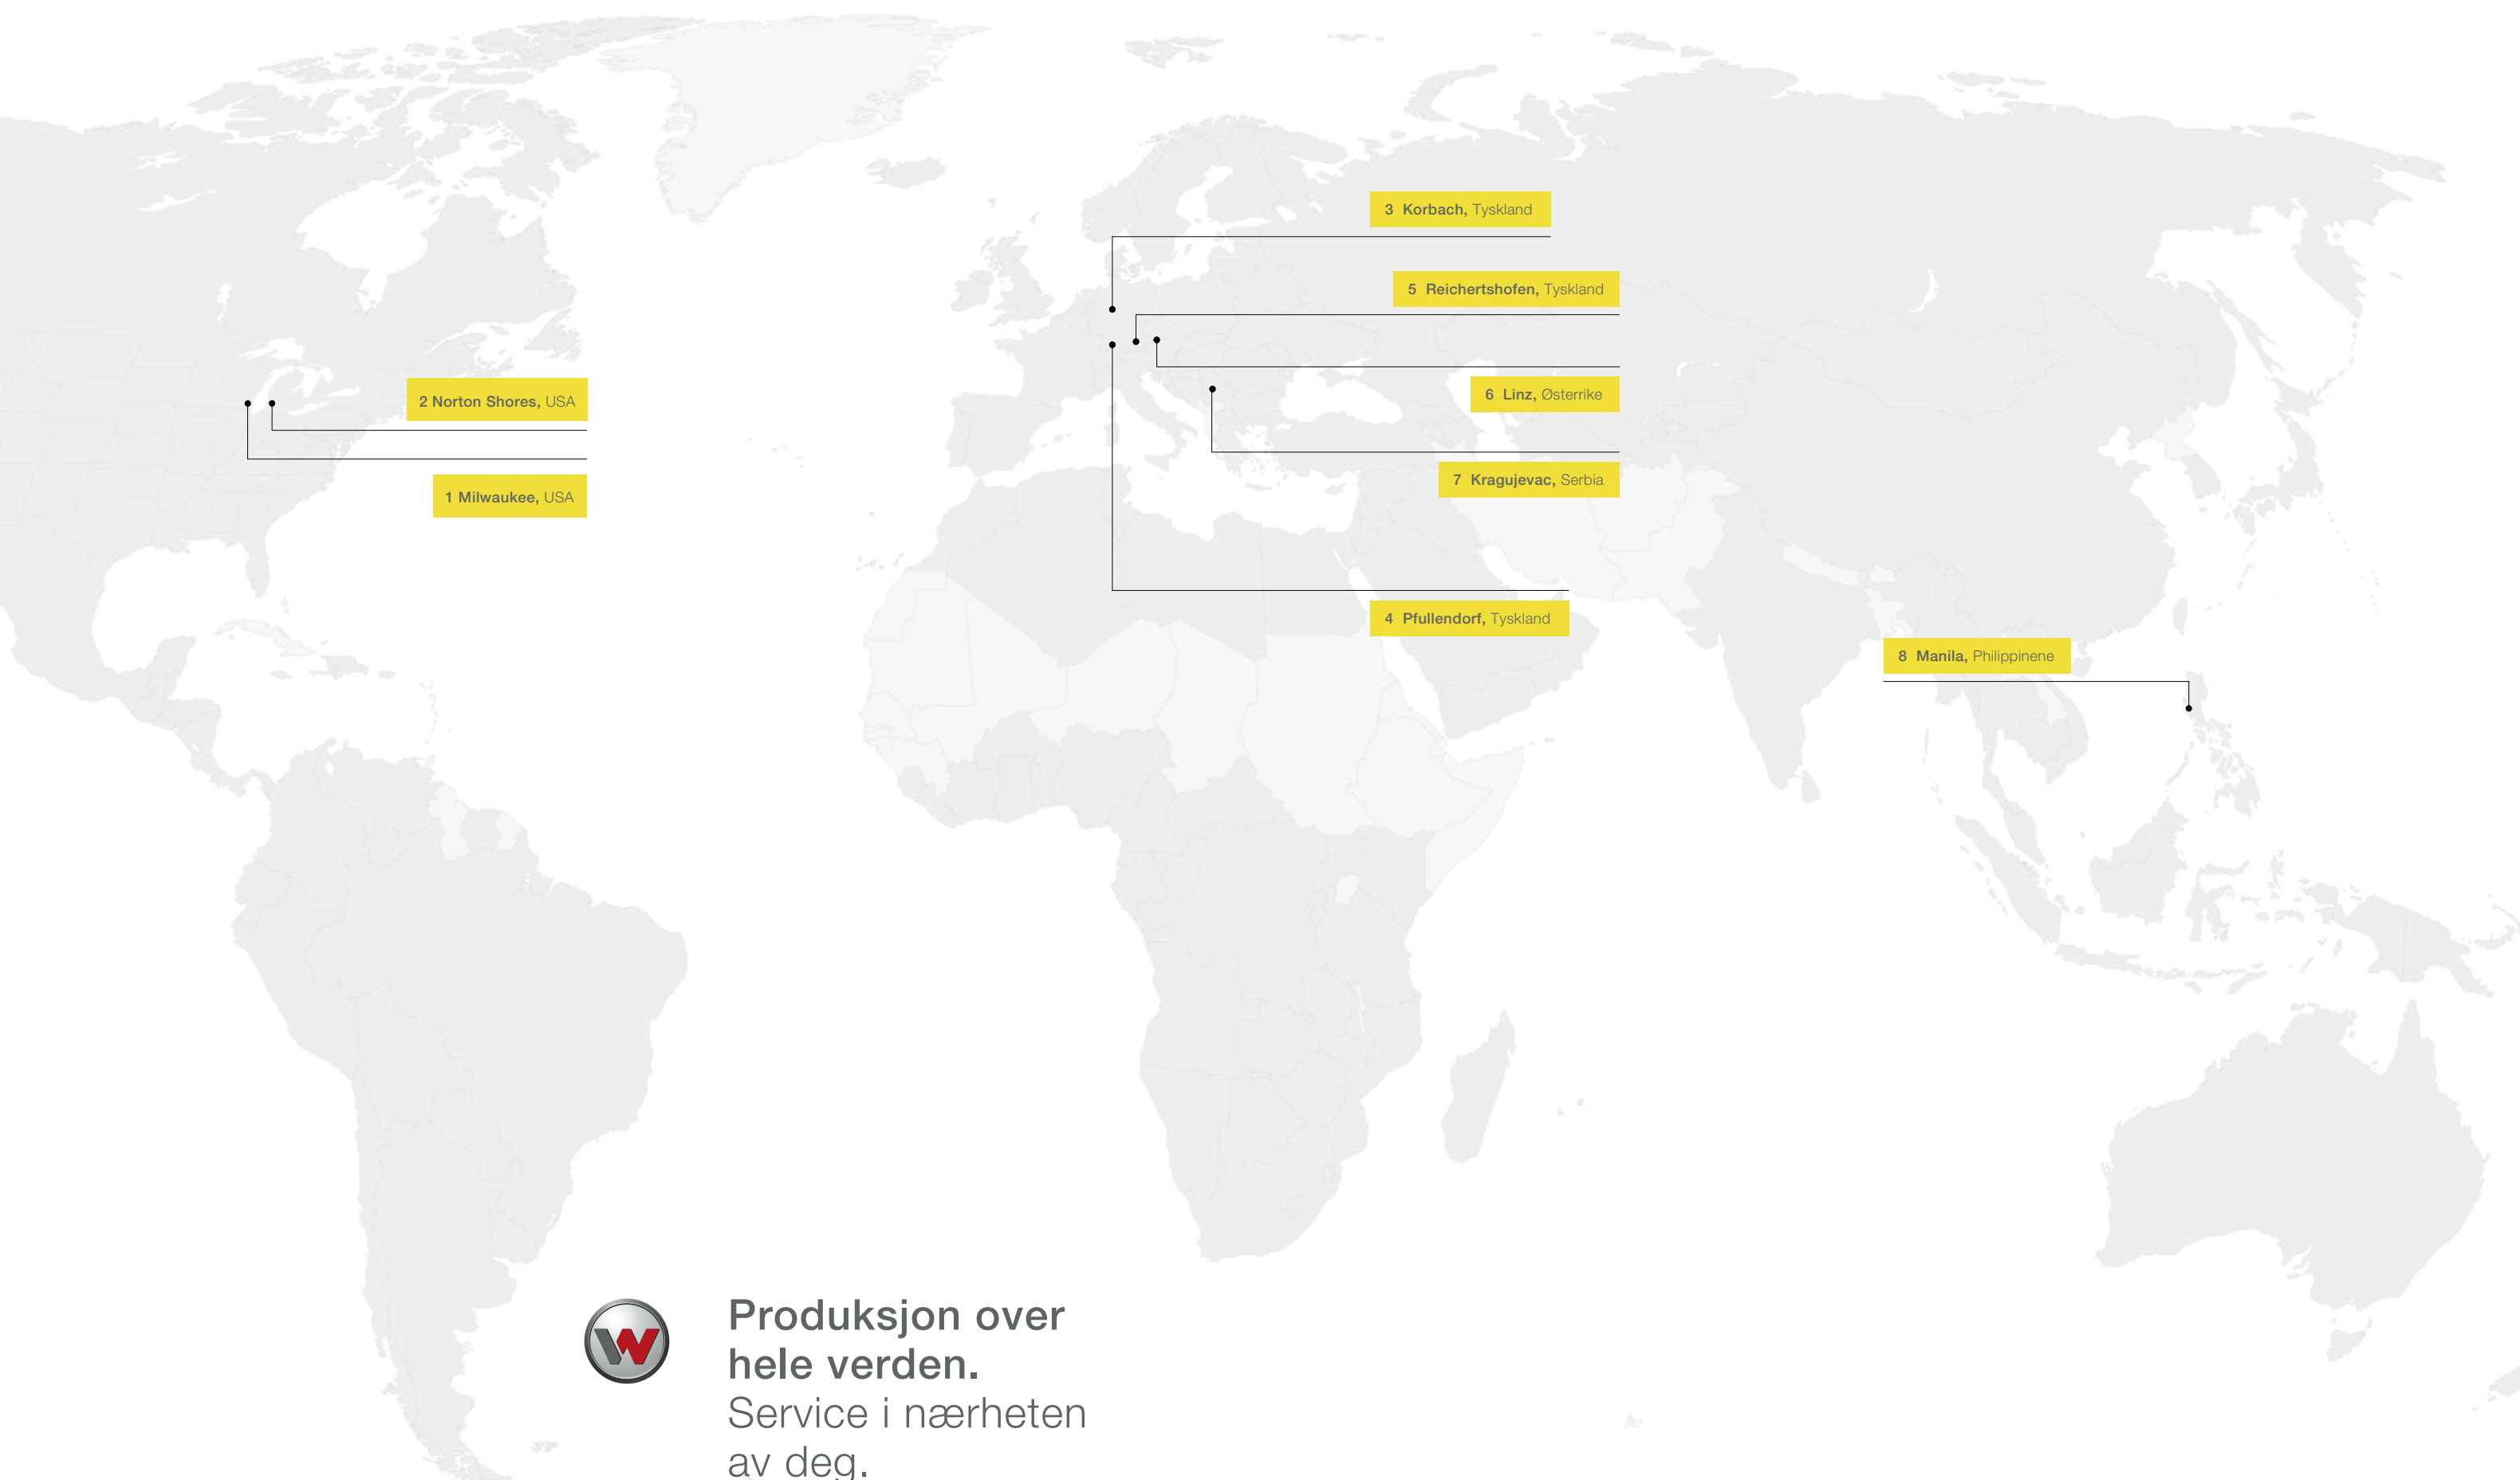 3 Korbach, Tyskland
5 Reichertshofen, Tyskland
2 Norton Shores, USA
6 Linz, Østerrike
7 Kragujevac, Serbia
1 Milwaukee, USA
4 Pfullendorf, Tyskland
8 Manila, Philippinene
Produksjon over
hele verden.
Service i nærheten
av deg.